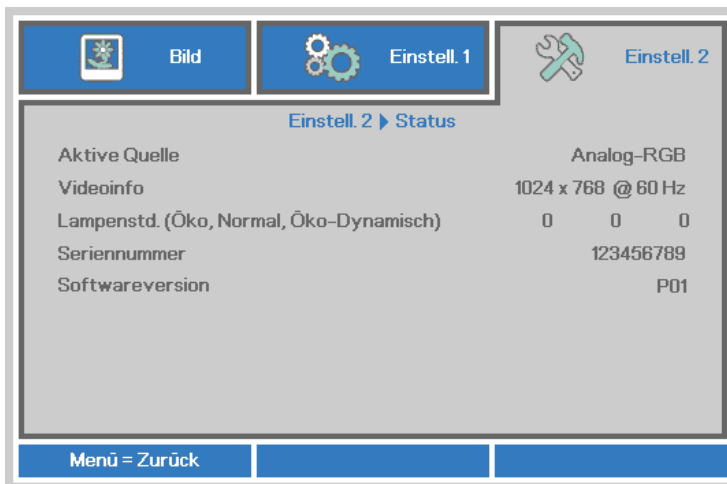 Bild
Einstell. 1
Einstell. 2
Einstell. 2 ▶ Status
Aktive Quelle Analog-RGB
Videoinfo 1024 x 768 @ 60 Hz
Lampenstd. (Öko, Normal, Öko-Dynamisch) 0 0 0
Seriennummer 123456789
Softwareversion P01
Menü = Zurück